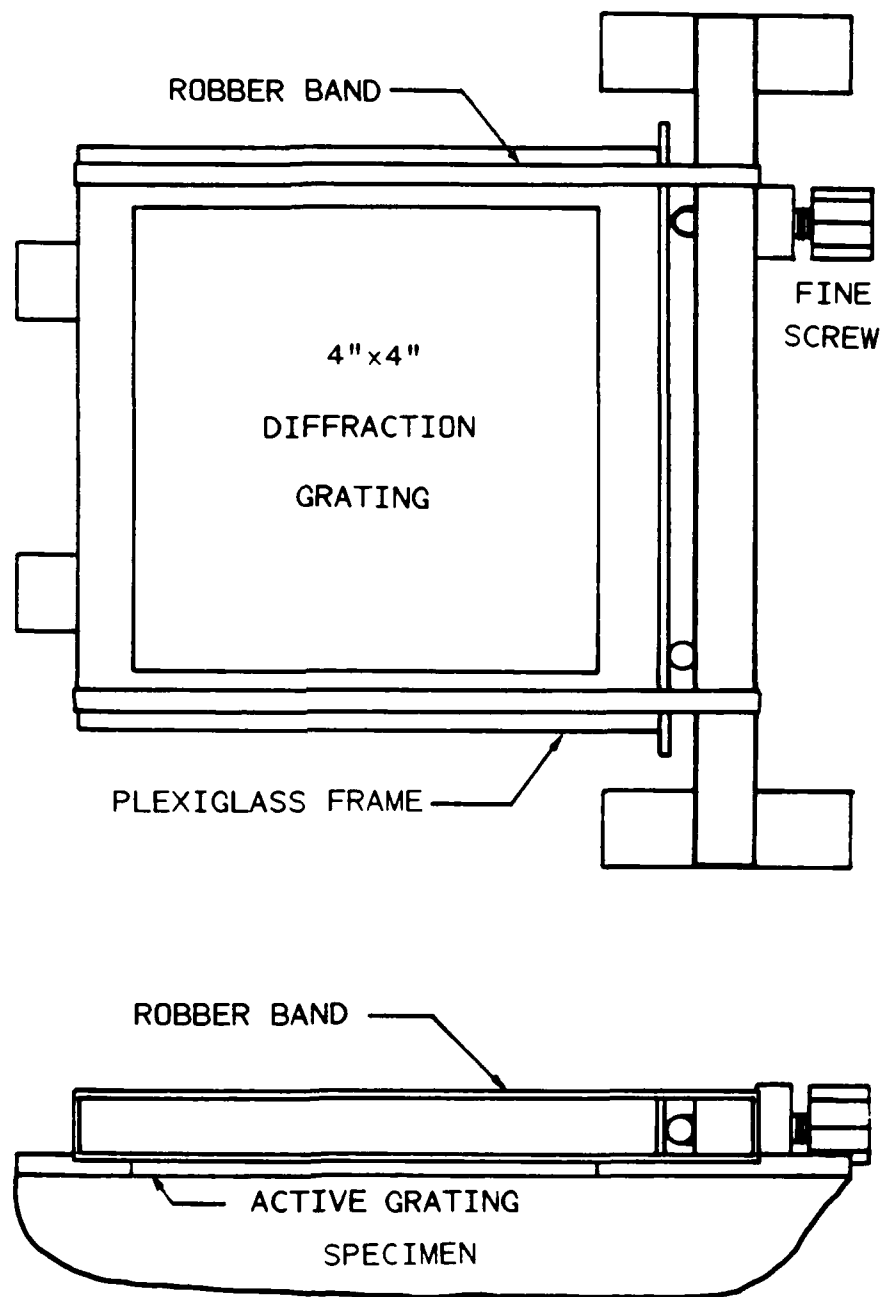 ROBBER BAND
FINE
SCREW
4"x4"
DIFFRACTION
GRATING
PLEXIGLASS FRAME
ROBBER BAND
ACTIVE GRATING
SPECIMEN